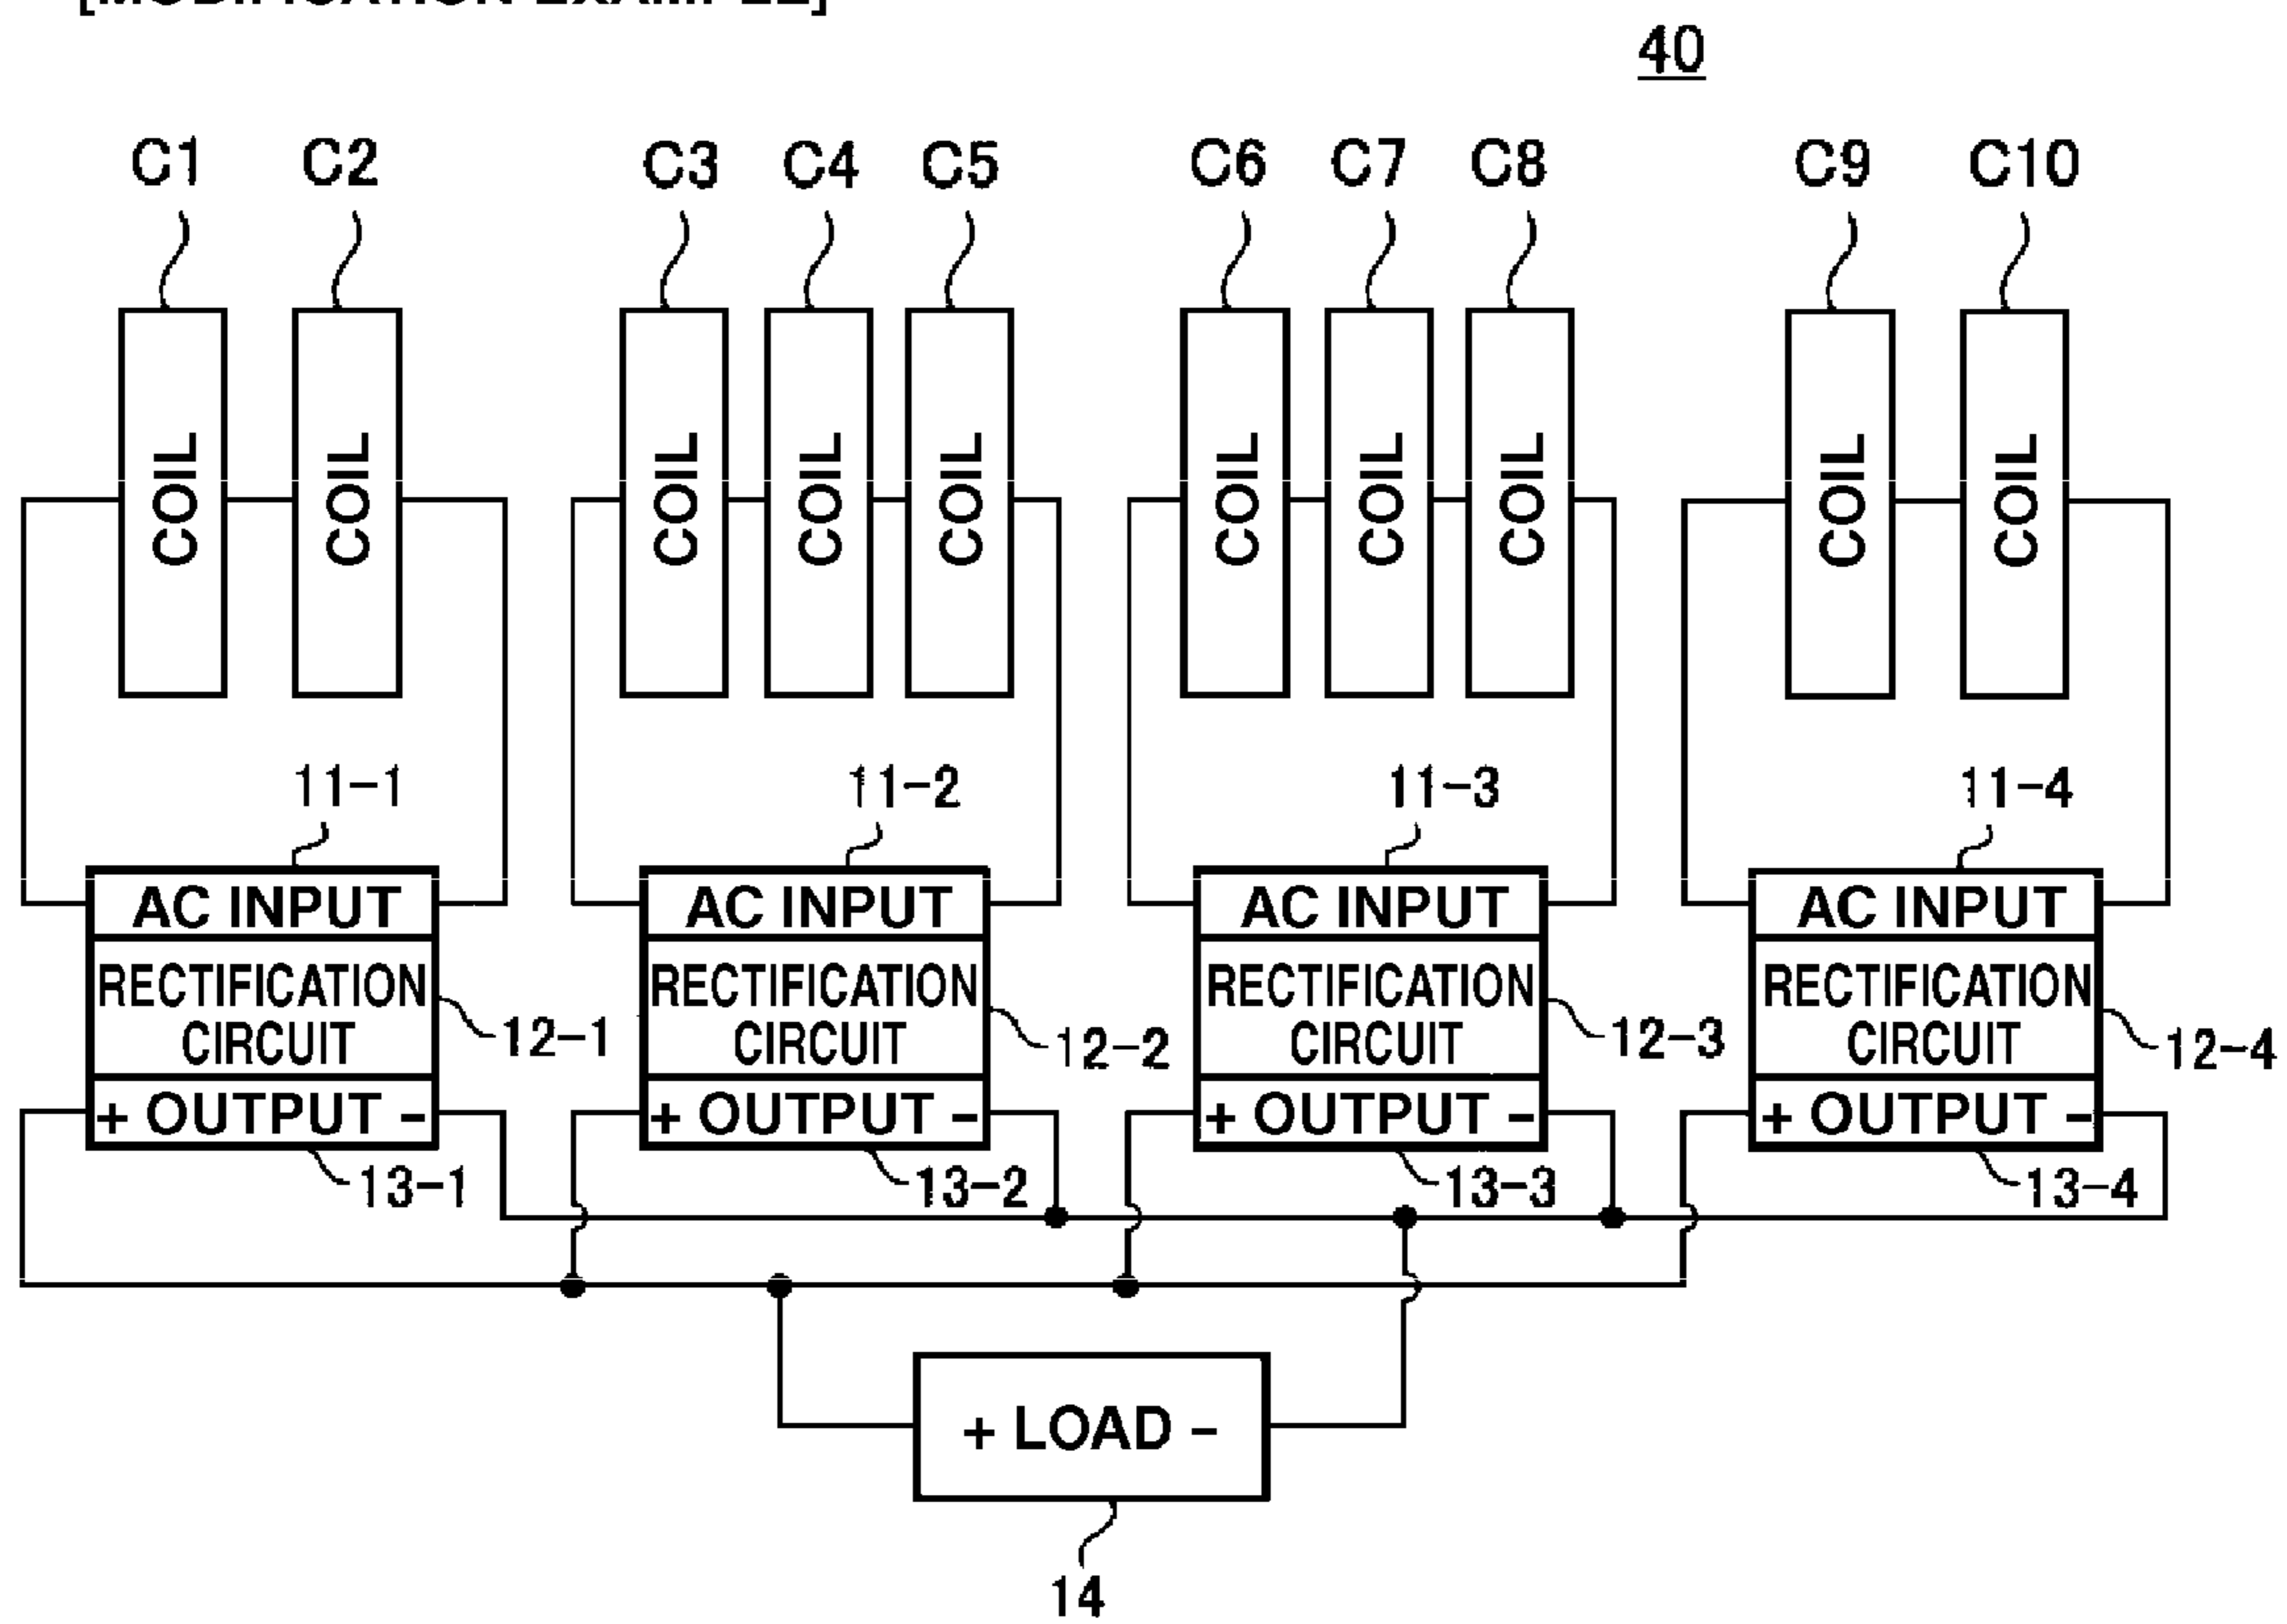 [MODIFICATION EXAMPLE]
40
C1 C2 C3 C4 C5 C6 C7 C8 C9 C10
COIL COIL COIL COIL COIL COIL COIL COIL COIL COIL
11-1 11-2 11-3 11-4
AC INPUT AC INPUT AC INPUT AC INPUT
RECTIFICATION RECTIFICATION RECTIFICATION RECTIFICATION
CIRCUIT CIRCUIT CIRCUIT CIRCUIT
12-1 12-2 12-3 12-4
+ OUTPUT - + OUTPUT - + OUTPUT - + OUTPUT -
13-1 13-2 13-3 13-4
+ LOAD -
14